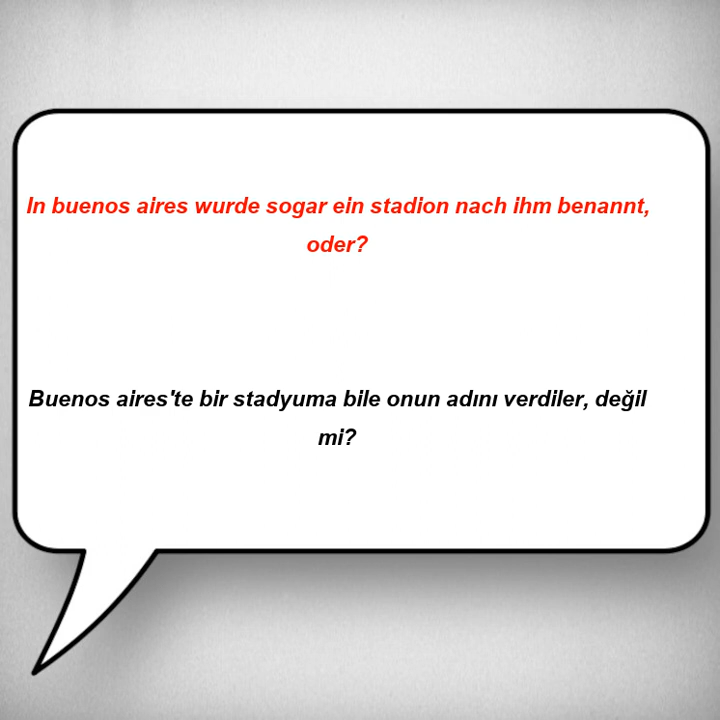 In buenos aires wurde sogar ein stadion nach ihm benannt,
oder?
Buenos aires'te bir stadyuma bile onun adını verdiler, değil
mi?